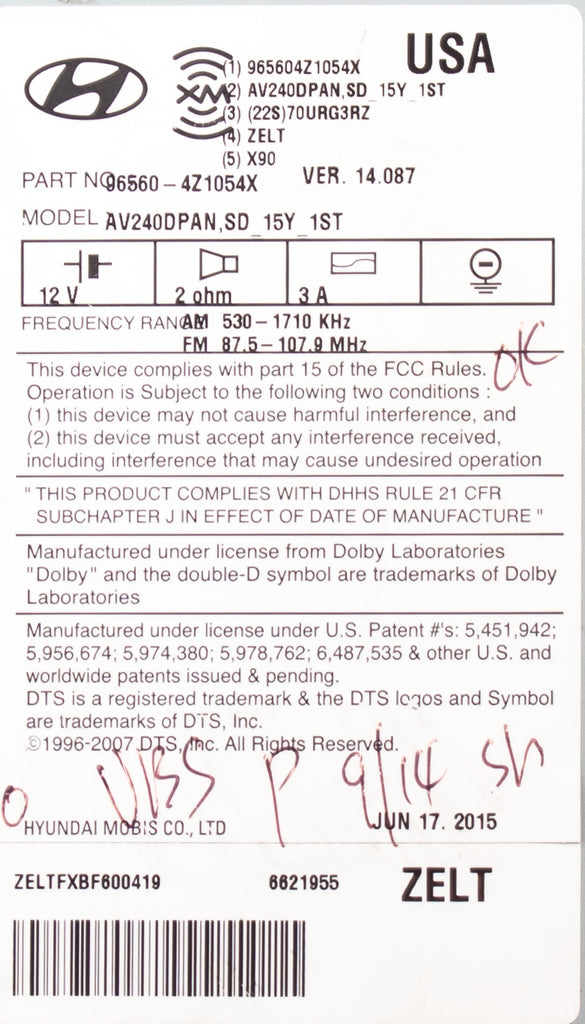 USA
XM
(1) 965604Z1054X
(2) AV240DPAN,SD_15Y_1ST
(3) (22S)70URG3RZ
(4) ZELT
(5) X90
PART NO 96560-4Z1054X VER. 14.087
MODEL AV240DPAN,SD_15Y_1ST
12 V 2 ohm 3 A
FREQUENCY RANGE AM 530-1710 KHz
FM 87.5-107.9 MHz
OK
This device complies with part 15 of the FCC Rules.
Operation is Subject to the following two conditions :
(1) this device may not cause harmful interference, and
(2) this device must accept any interference received,
including interference that may cause undesired operation
" THIS PRODUCT COMPLIES WITH DHHS RULE 21 CFR
SUBCHAPTER J IN EFFECT OF DATE OF MANUFACTURE "
Manufactured under license from Dolby Laboratories
"Dolby" and the double-D symbol are trademarks of Dolby
Laboratories
Manufactured under license under U.S. Patent #'s: 5,451,942;
5,956,674; 5,974,380; 5,978,762; 6,487,535 & other U.S. and
worldwide patents issued & pending.
DTS is a registered trademark & the DTS logos and Symbol
are trademarks of DTS, Inc.
©1996-2007 DTS, Inc. All Rights Reserved.
P 9/14 Sh
HYUNDAI MOBIS CO., LTD JUN 17. 2015
ZELTFXBF600419 6621955 ZELT